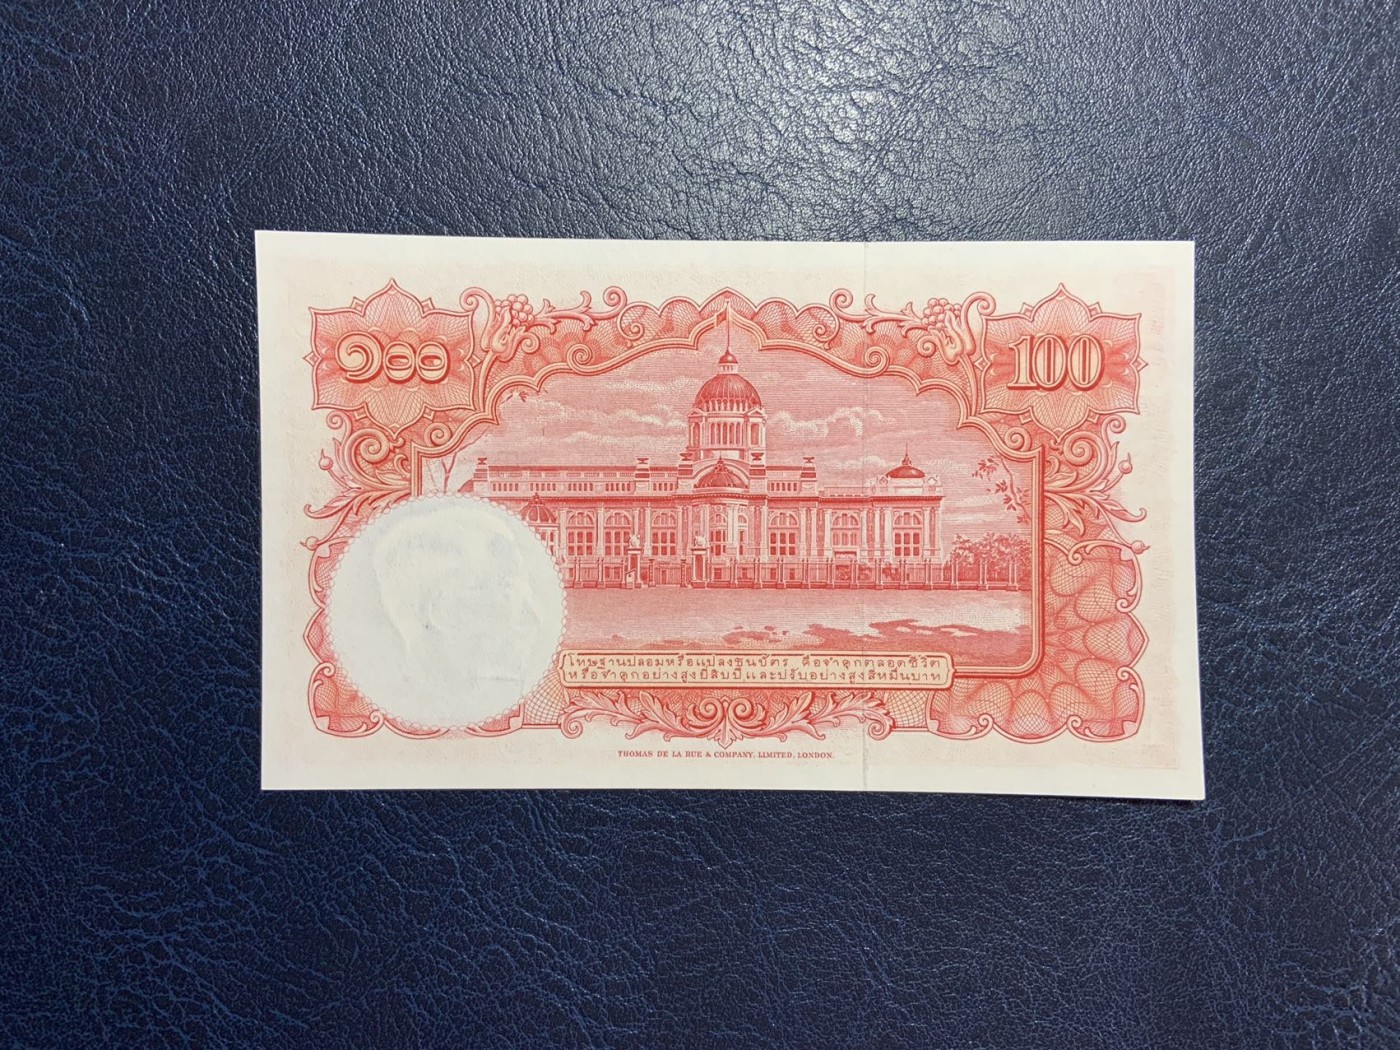 ๑๐๐
100
โทษฐานปลอมหรือแปลงชนบัตร์ คือจำคุกตลอดชีวิต
หรือจำคุกอย่างสูงยี่สิบปีและปรับอย่างสูงสี่หมื่นบาท
THOMAS DE LA RUE & COMPANY, LIMITED, LONDON.